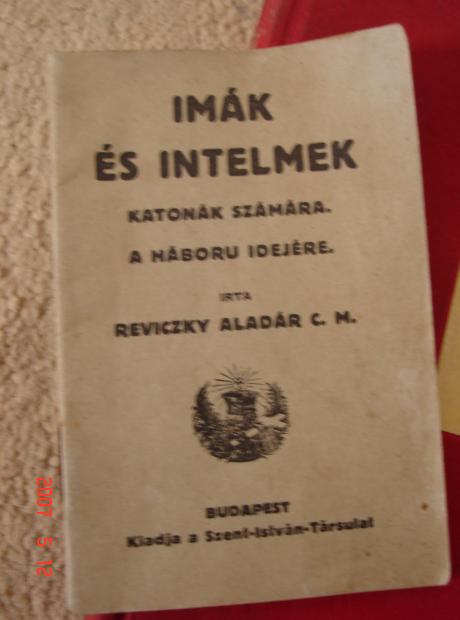 IMÁK
ÉS INTELMEK
KATONÁK SZÁMÁRA.
A HÁBORU IDEJÉRE.
IRTA
REVICZKY ALADÁR C. M.
BUDAPEST
Kiadja a Szent-István-Társulat
2007 5 12